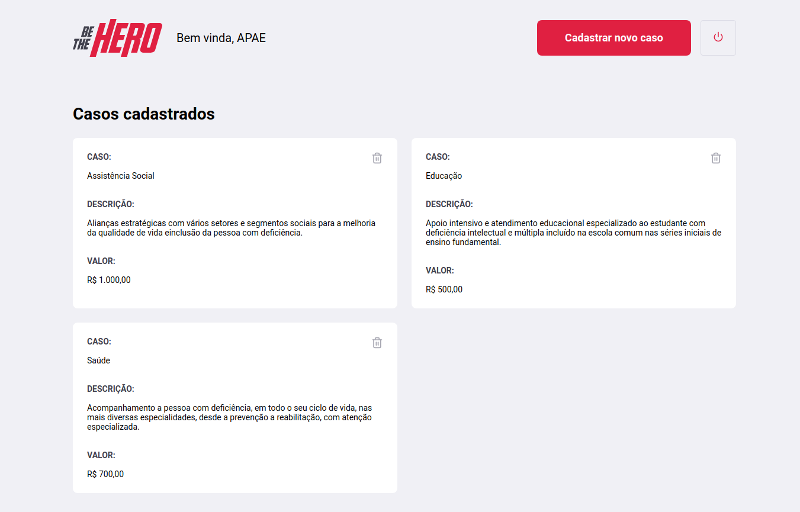 BE
THE HERO
Bem vinda, APAE
Cadastrar novo caso
Casos cadastrados
CASO:
Assistência Social
DESCRIÇÃO:
Alianças estratégicas com vários setores e segmentos sociais para a melhoria
da qualidade de vida einclusão da pessoa com deficiência.
VALOR:
R$ 1.000,00
CASO:
Educação
DESCRIÇÃO:
Apoio intensivo e atendimento educacional especializado ao estudante com
deficiência intelectual e múltipla incluído na escola comum nas séries iniciais de
ensino fundamental.
VALOR:
R$ 500,00
CASO:
Saúde
DESCRIÇÃO:
Acompanhamento a pessoa com deficiência, em todo o seu ciclo de vida, nas
mais diversas especialidades, desde a prevenção a reabilitação, com atenção
especializada.
VALOR:
R$ 700,00